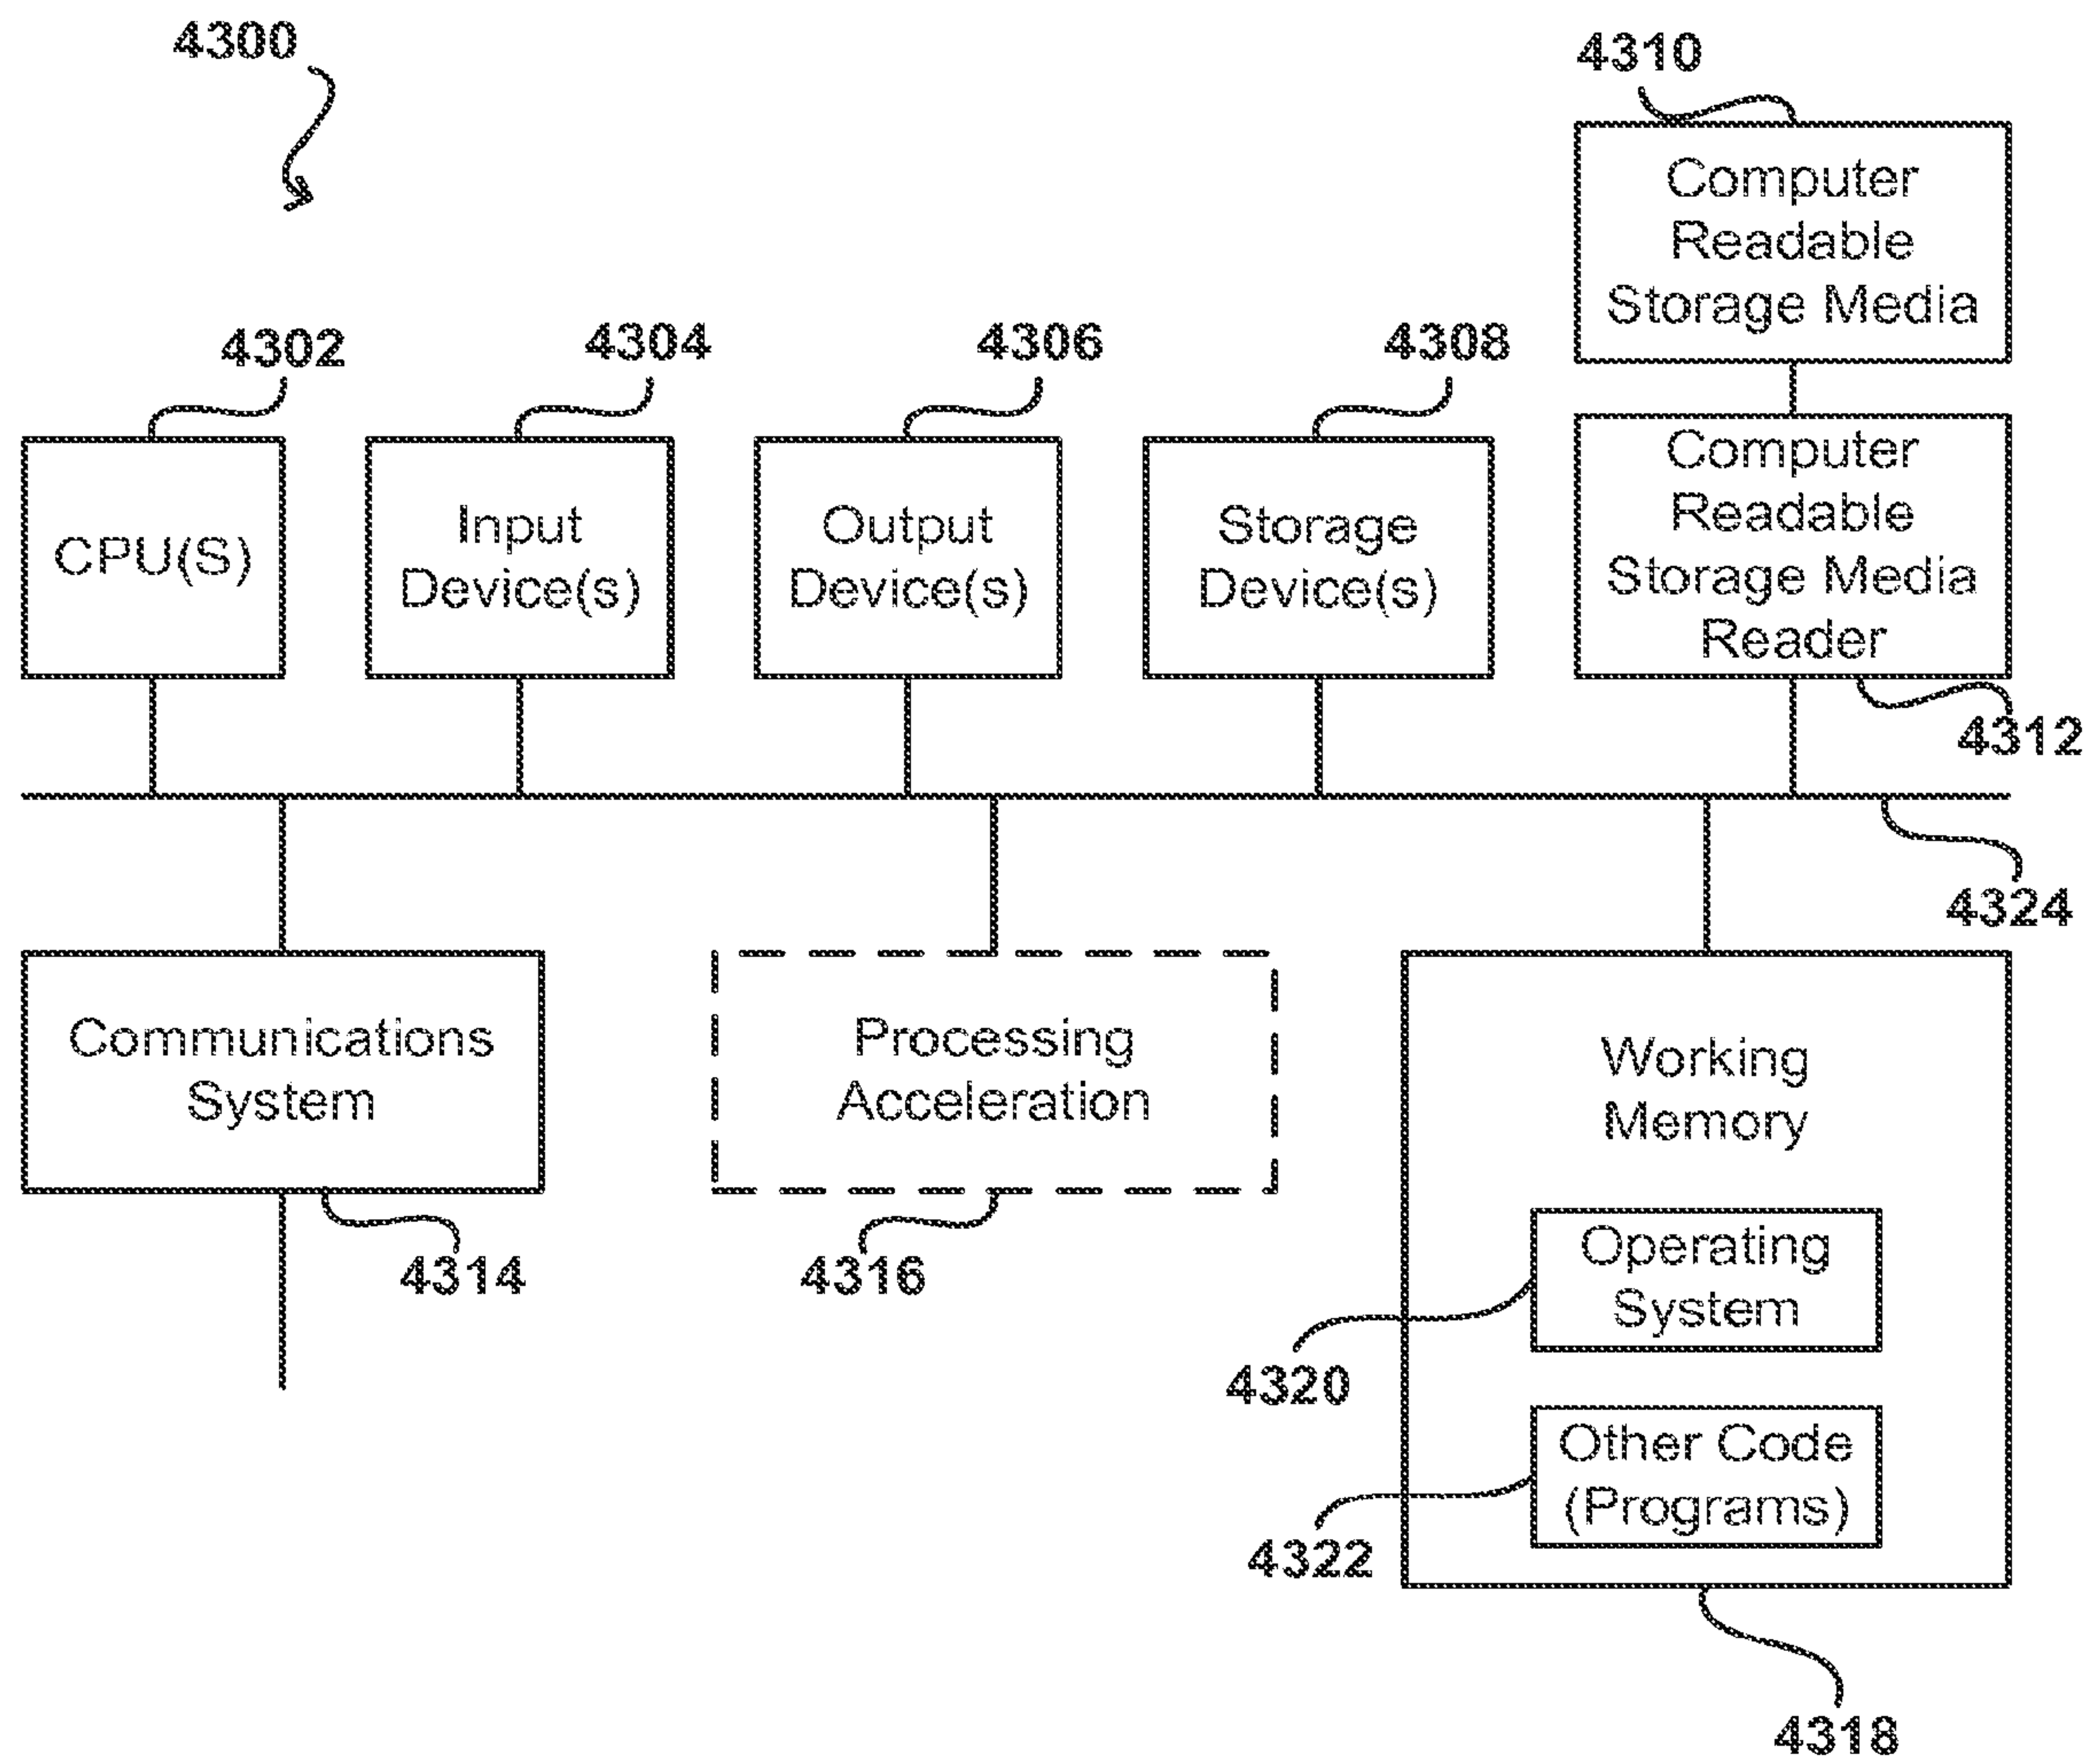 4300
4310
Computer
Readable
Storage Media
4302
4304
4306
4308
CPU(S)
Input
Device(s)
Output
Device(s)
Storage
Device(s)
Computer
Readable
Storage Media
Reader
4312
4324
Communications
System
4314
Processing
Acceleration
4316
Working
Memory
Operating
System
4320
Other Code
(Programs)
4322
4318